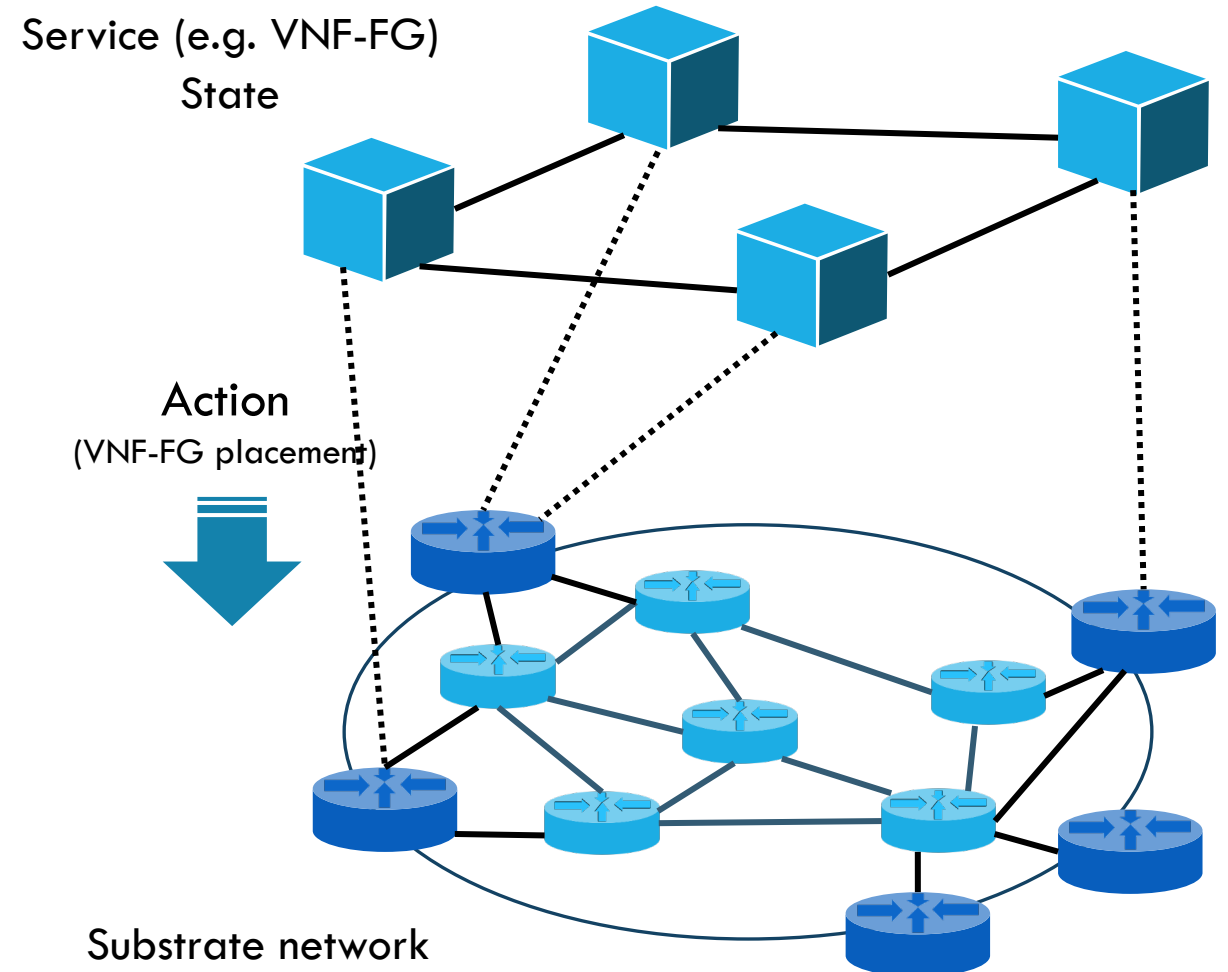 Service (e.g. VNF-FG)
State
Action
(VNF-FG placement)
Substrate network